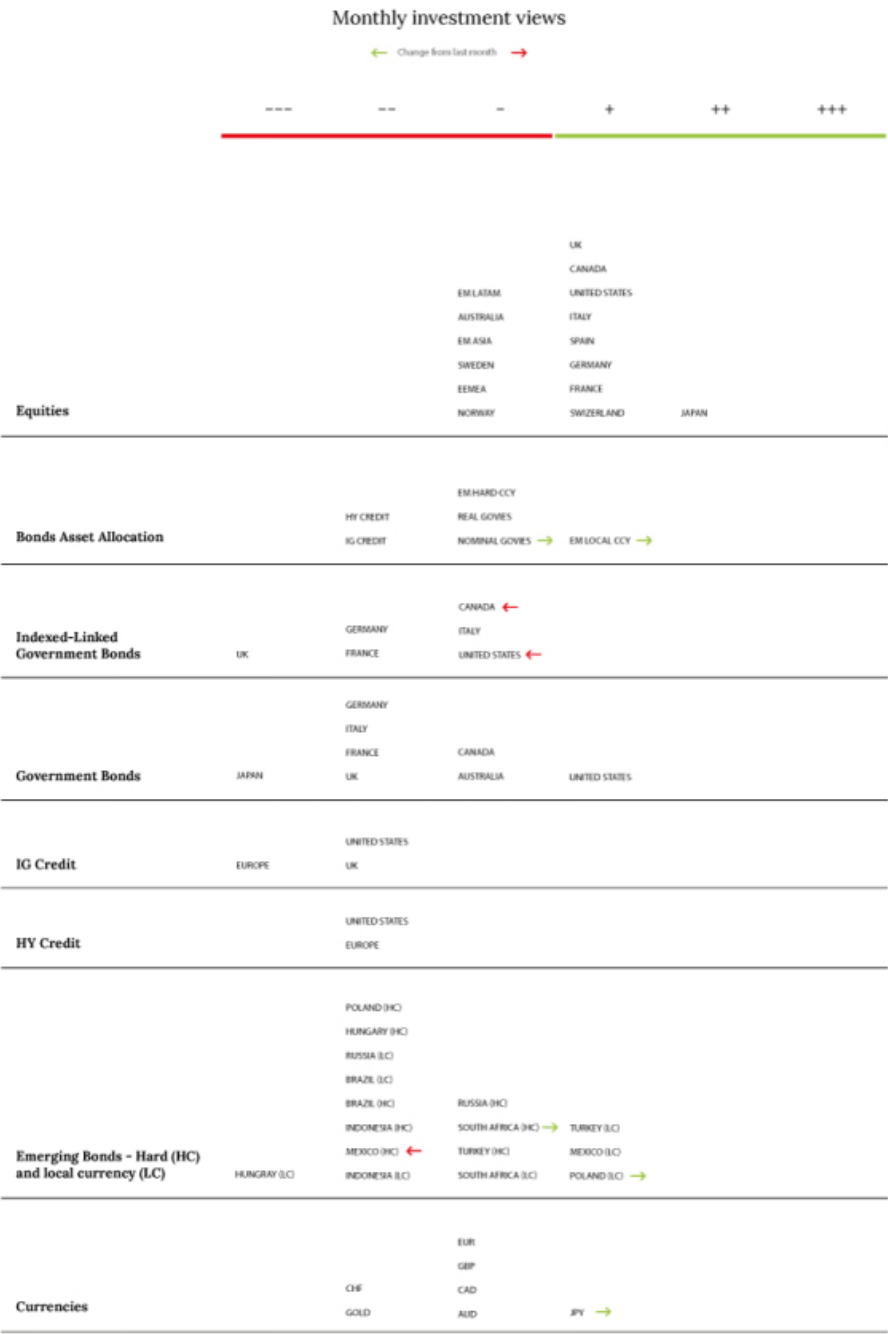 Monthly investment views
← Change from last month →
--- -- - + ++ +++
UK
CANADA
EM LATAM UNITED STATES
AUSTRALIA ITALY
EM ASIA SPAIN
SWEDEN GERMANY
EEMEA FRANCE
Equities NORWAY SWIZERLAND JAPAN
EM HARD CCY
HY CREDIT REAL GOVIES
Bonds Asset Allocation IG CREDIT NOMINAL GOVIES → EM LOCAL CCY →
CANADA ←
GERMANY ITALY
Indexed-Linked
Government Bonds UK FRANCE UNITED STATES ←
GERMANY
ITALY
FRANCE CANADA
Government Bonds JAPAN UK AUSTRALIA UNITED STATES
UNITED STATES
IG Credit EUROPE UK
UNITED STATES
HY Credit EUROPE
POLAND (HC)
HUNGARY (HC)
RUSSIA (LC)
BRAZIL (LC)
BRAZIL (HC) RUSSIA (HC)
INDONESIA (HC) SOUTH AFRICA (HC) → TURKEY (LC)
Emerging Bonds - Hard (HC) MEXICO (HC) ← TURKEY (HC) MEXICO (LC)
and local currency (LC) HUNGRAY (LC) INDONESIA (LC) SOUTH AFRICA (LC) POLAND (LC) →
EUR
GBP
CHF CAD
Currencies GOLD AUD JPY →